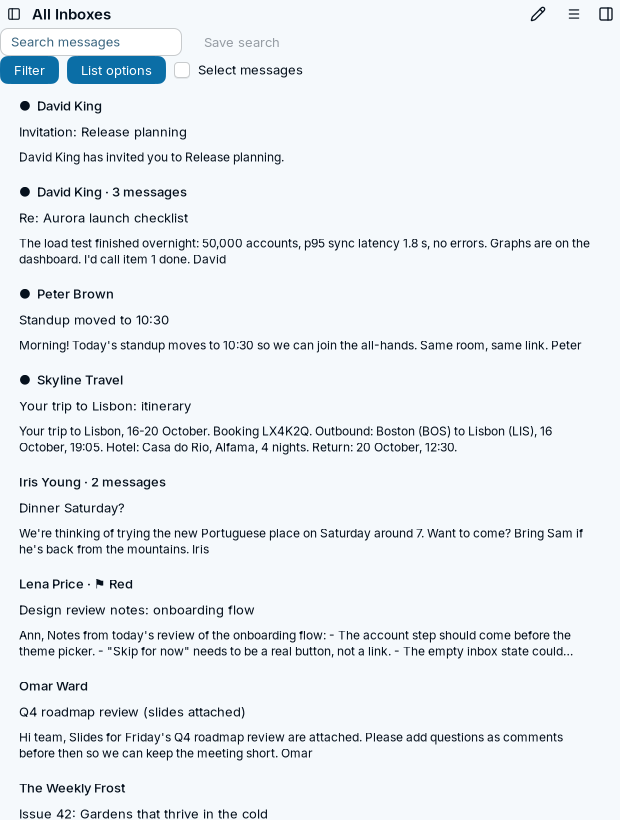 All Inboxes
Search messages
Save search
Filter
List options
Select messages
David King
Invitation: Release planning
David King has invited you to Release planning.
David King · 3 messages
Re: Aurora launch checklist
The load test finished overnight: 50,000 accounts, p95 sync latency 1.8 s, no errors. Graphs are on the
dashboard. I'd call item 1 done. David
Peter Brown
Standup moved to 10:30
Morning! Today's standup moves to 10:30 so we can join the all-hands. Same room, same link. Peter
Skyline Travel
Your trip to Lisbon: itinerary
Your trip to Lisbon, 16-20 October. Booking LX4K2Q. Outbound: Boston (BOS) to Lisbon (LIS), 16
October, 19:05. Hotel: Casa do Rio, Alfama, 4 nights. Return: 20 October, 12:30.
Iris Young · 2 messages
Dinner Saturday?
We're thinking of trying the new Portuguese place on Saturday around 7. Want to come? Bring Sam if
he's back from the mountains. Iris
Lena Price · ⚑ Red
Design review notes: onboarding flow
Ann, Notes from today's review of the onboarding flow: - The account step should come before the
theme picker. - "Skip for now" needs to be a real button, not a link. - The empty inbox state could...
Omar Ward
Q4 roadmap review (slides attached)
Hi team, Slides for Friday's Q4 roadmap review are attached. Please add questions as comments
before then so we can keep the meeting short. Omar
The Weekly Frost
Issue 42: Gardens that thrive in the cold